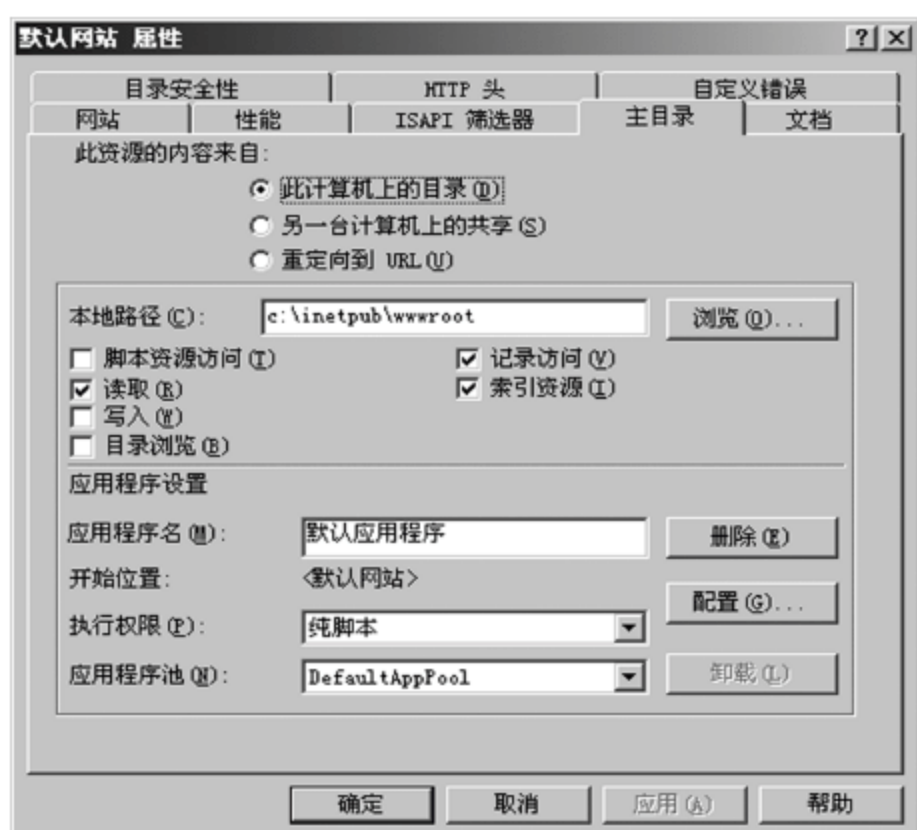 默认网站 属性
目录安全性 HTTP 头 自定义错误
网站 性能 ISAPI 筛选器 主目录 文档
此资源的内容来自:
此计算机上的目录(D)
另一台计算机上的共享(S)
重定向到 URL(U)
本地路径(C): c:\inetpub\wwwroot 浏览(O)...
脚本资源访问(T) 记录访问(V)
读取(R) 索引资源(I)
写入(W)
目录浏览(B)
应用程序设置
应用程序名(M): 默认应用程序 删除(E)
开始位置: <默认网站>
配置(G)...
执行权限(P): 纯脚本
应用程序池(N): DefaultAppPool 卸载(L)
确定 取消 应用(A) 帮助